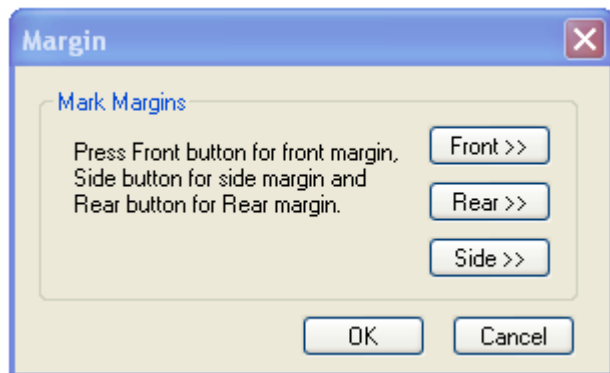 Margin
Mark Margins
Press Front button for front margin,
Side button for side margin and
Rear button for Rear margin.
Front >>
Rear >>
Side >>
OK
Cancel